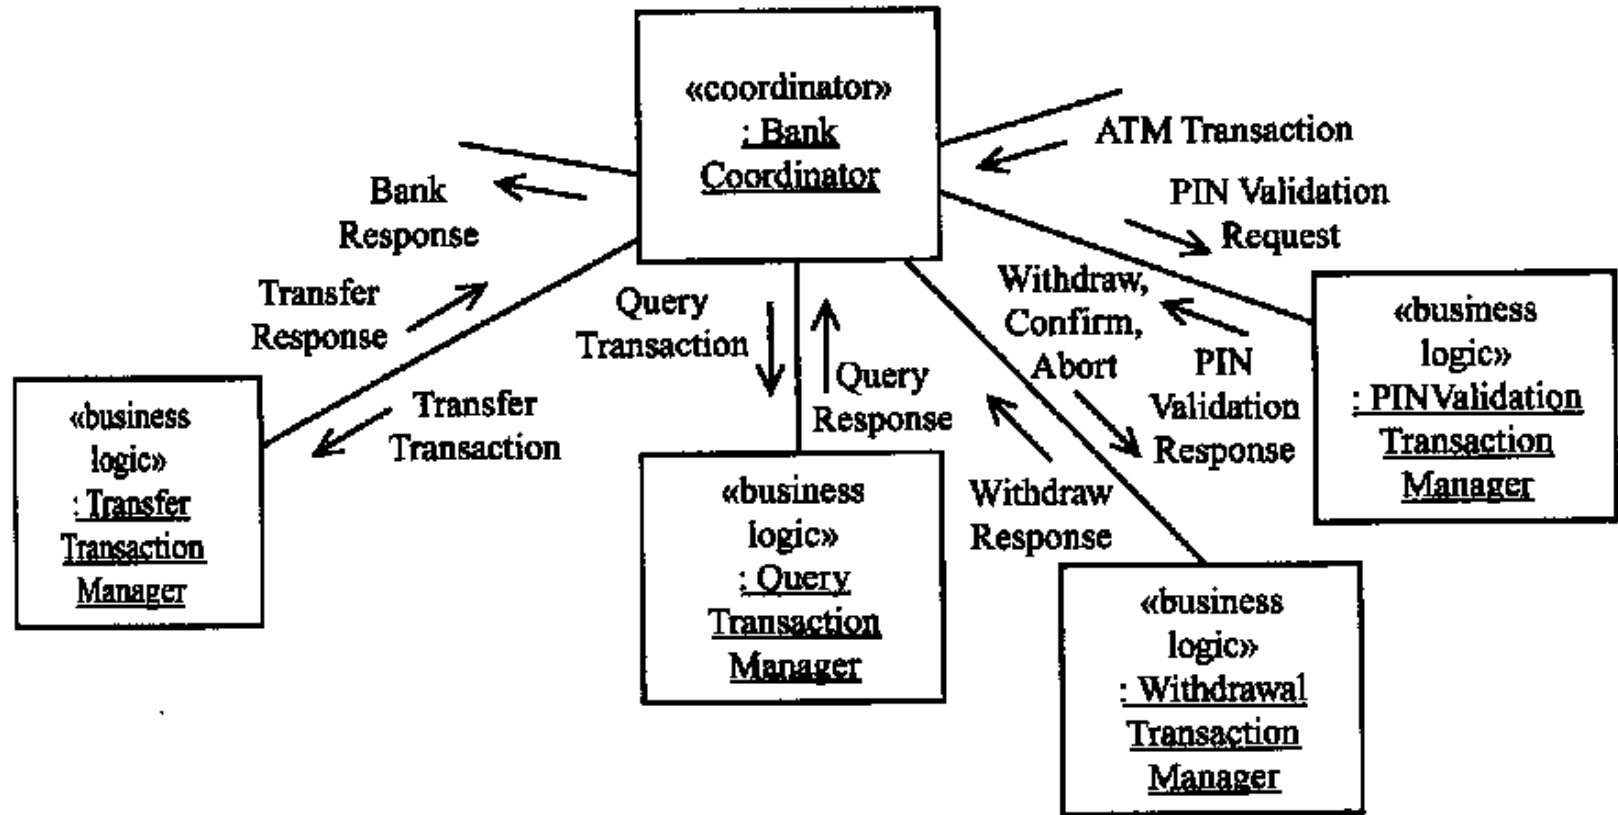 «coordinator»
: Bank
Coordinator
ATM Transaction
Bank
Response
PIN Validation
Request
Transfer
Response
Query
Transaction
Withdraw,
Confirm,
Abort
Query
Response
PIN
Validation
Response
Transfer
Transaction
Withdraw
Response
«business
logic»
: Transfer
Transaction
Manager
«business
logic»
: Query
Transaction
Manager
«business
logic»
: Withdrawal
Transaction
Manager
«business
logic»
: PINValidation
Transaction
Manager